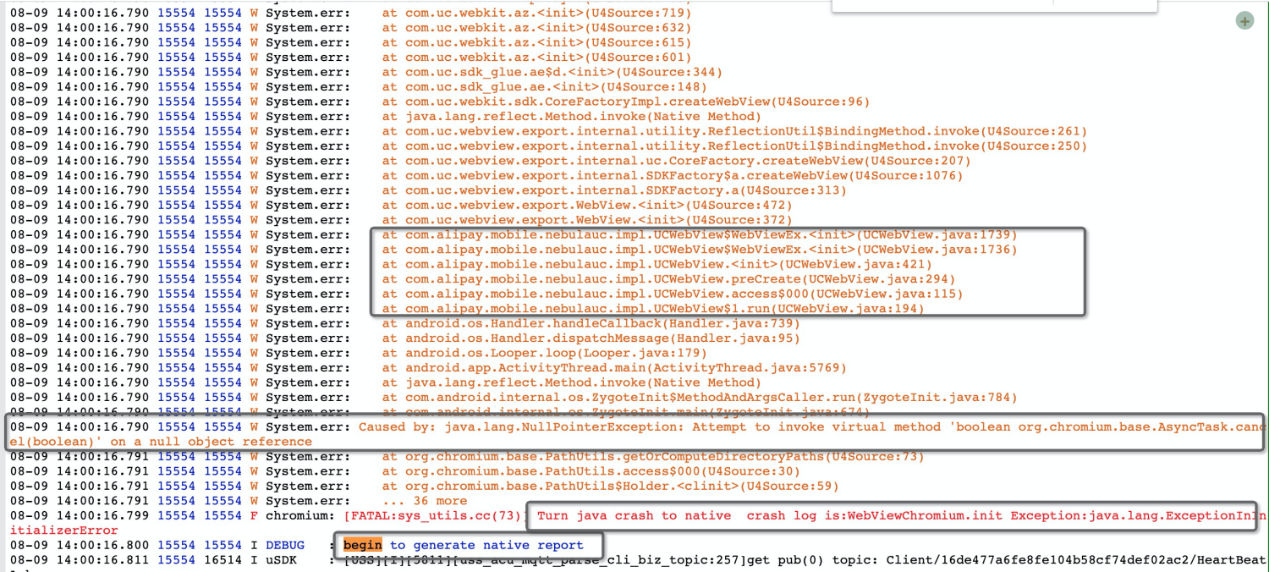 08-09 14:00:16.790 15554 15554 W System.err:    at com.uc.webkit.az.<init>(U4Source:719)
08-09 14:00:16.790 15554 15554 W System.err:    at com.uc.webkit.az.<init>(U4Source:632)
08-09 14:00:16.790 15554 15554 W System.err:    at com.uc.webkit.az.<init>(U4Source:615)
08-09 14:00:16.790 15554 15554 W System.err:    at com.uc.webkit.az.<init>(U4Source:601)
08-09 14:00:16.790 15554 15554 W System.err:    at com.uc.sdk_glue.ae$d.<init>(U4Source:344)
08-09 14:00:16.790 15554 15554 W System.err:    at com.uc.sdk_glue.ae.<init>(U4Source:148)
08-09 14:00:16.790 15554 15554 W System.err:    at com.uc.webkit.sdk.CoreFactoryImpl.createWebView(U4Source:96)
08-09 14:00:16.790 15554 15554 W System.err:    at java.lang.reflect.Method.invoke(Native Method)
08-09 14:00:16.790 15554 15554 W System.err:    at com.uc.webview.export.internal.utility.ReflectionUtil$BindingMethod.invoke(U4Source:261)
08-09 14:00:16.790 15554 15554 W System.err:    at com.uc.webview.export.internal.utility.ReflectionUtil$BindingMethod.invoke(U4Source:250)
08-09 14:00:16.790 15554 15554 W System.err:    at com.uc.webview.export.internal.uc.CoreFactory.createWebView(U4Source:207)
08-09 14:00:16.790 15554 15554 W System.err:    at com.uc.webview.export.internal.SDKFactory$a.createWebView(U4Source:1076)
08-09 14:00:16.790 15554 15554 W System.err:    at com.uc.webview.export.internal.SDKFactory.a(U4Source:313)
08-09 14:00:16.790 15554 15554 W System.err:    at com.uc.webview.export.WebView.<init>(U4Source:472)
08-09 14:00:16.790 15554 15554 W System.err:    at com.uc.webview.export.WebView.<init>(U4Source:372)
08-09 14:00:16.790 15554 15554 W System.err:    at com.alipay.mobile.nebulauc.impl.UCWebView$WebViewEx.<init>(UCWebView.java:1739)
08-09 14:00:16.790 15554 15554 W System.err:    at com.alipay.mobile.nebulauc.impl.UCWebView$WebViewEx.<init>(UCWebView.java:1736)
08-09 14:00:16.790 15554 15554 W System.err:    at com.alipay.mobile.nebulauc.impl.UCWebView.<init>(UCWebView.java:421)
08-09 14:00:16.790 15554 15554 W System.err:    at com.alipay.mobile.nebulauc.impl.UCWebView.preCreate(UCWebView.java:294)
08-09 14:00:16.790 15554 15554 W System.err:    at com.alipay.mobile.nebulauc.impl.UCWebView.access$000(UCWebView.java:115)
08-09 14:00:16.790 15554 15554 W System.err:    at com.alipay.mobile.nebulauc.impl.UCWebView$1.run(UCWebView.java:194)
08-09 14:00:16.790 15554 15554 W System.err:    at android.os.Handler.handleCallback(Handler.java:739)
08-09 14:00:16.790 15554 15554 W System.err:    at android.os.Handler.dispatchMessage(Handler.java:95)
08-09 14:00:16.790 15554 15554 W System.err:    at android.os.Looper.loop(Looper.java:179)
08-09 14:00:16.790 15554 15554 W System.err:    at android.app.ActivityThread.main(ActivityThread.java:5769)
08-09 14:00:16.790 15554 15554 W System.err:    at java.lang.reflect.Method.invoke(Native Method)
08-09 14:00:16.790 15554 15554 W System.err:    at com.android.internal.os.ZygoteInit$MethodAndArgsCaller.run(ZygoteInit.java:784)
08-09 14:00:16.790 15554 15554 W System.err:    at com.android.internal.os.ZygoteInit.main(ZygoteInit.java:674)
08-09 14:00:16.790 15554 15554 W System.err: Caused by: java.lang.NullPointerException: Attempt to invoke virtual method 'boolean org.chromium.base.AsyncTask.canc
el(boolean)' on a null object reference
08-09 14:00:16.791 15554 15554 W System.err:    at org.chromium.base.PathUtils.getOrComputeDirectoryPaths(U4Source:73)
08-09 14:00:16.791 15554 15554 W System.err:    at org.chromium.base.PathUtils.access$000(U4Source:30)
08-09 14:00:16.791 15554 15554 W System.err:    at org.chromium.base.PathUtils$Holder.<clinit>(U4Source:59)
08-09 14:00:16.791 15554 15554 W System.err:    ... 36 more
08-09 14:00:16.799 15554 15554 F chromium: [FATAL:sys_utils.cc(73)] Turn java crash to native  crash log is:WebViewChromium.init Exception:java.lang.ExceptionInIn
itializerError
08-09 14:00:16.800 15554 15554 I DEBUG   : begin to generate native report
08-09 14:00:16.811 15554 16514 I uSDK    : [USS][I][5811][uss_acu_mqtt_parse_cli_biz_topic:257]get pub(0) topic: Client/16de477a6fe8fe104b58cf74def02ac2/HeartBeat